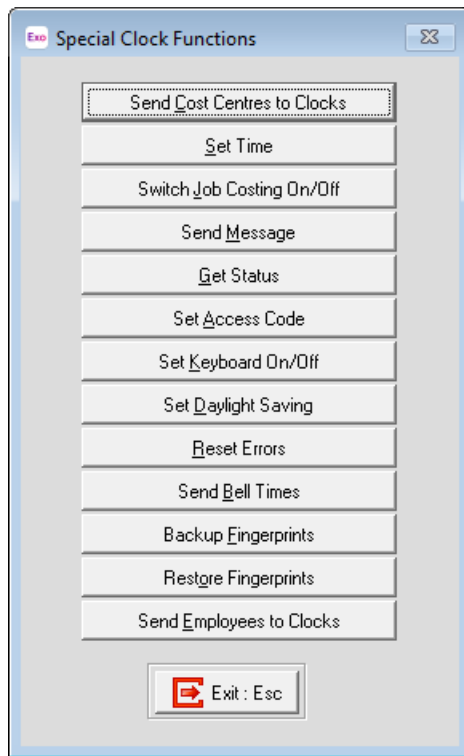 Exo Special Clock Functions
Send Cost Centres to Clocks
Set Time
Switch Job Costing On/Off
Send Message
Get Status
Set Access Code
Set Keyboard On/Off
Set Daylight Saving
Reset Errors
Send Bell Times
Backup Fingerprints
Restore Fingerprints
Send Employees to Clocks
Exit : Esc